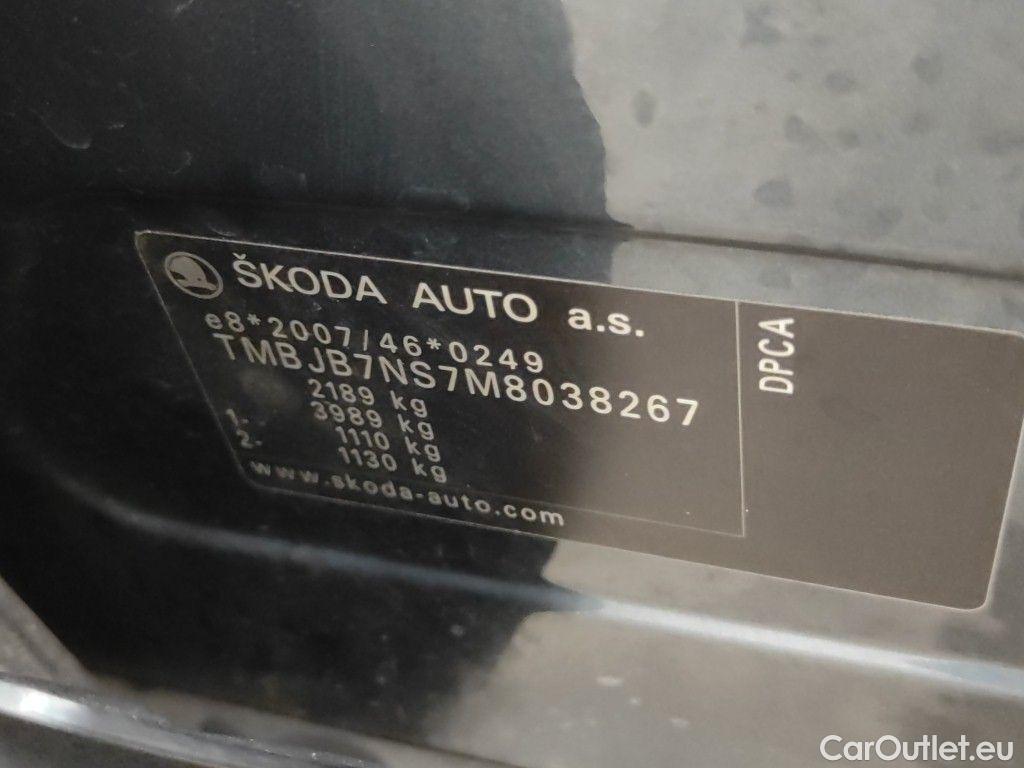 ŠKODA AUTO a.s.
e8*2007/46*0249
TMBJB7NS7M8038267
2189 kg
3989 kg
1- 1110 kg
2- 1130 kg
www.skoda-auto.com
DPCA
CarOutlet.eu